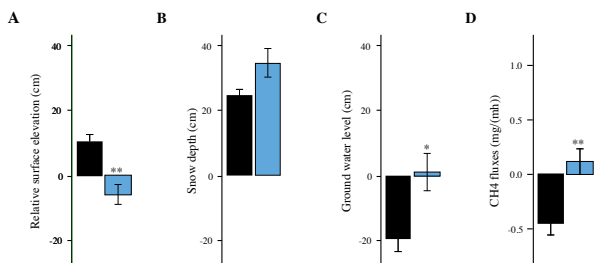 A
B
C
D
Relative surface elevation (cm)
40
20
0
-20
**
Snow depth (cm)
40
20
0
-20
Ground water level (cm)
40
20
0
-20
*
CH4 fluxes (mg/(mh))
1.0
0.5
0.0
-0.5
**